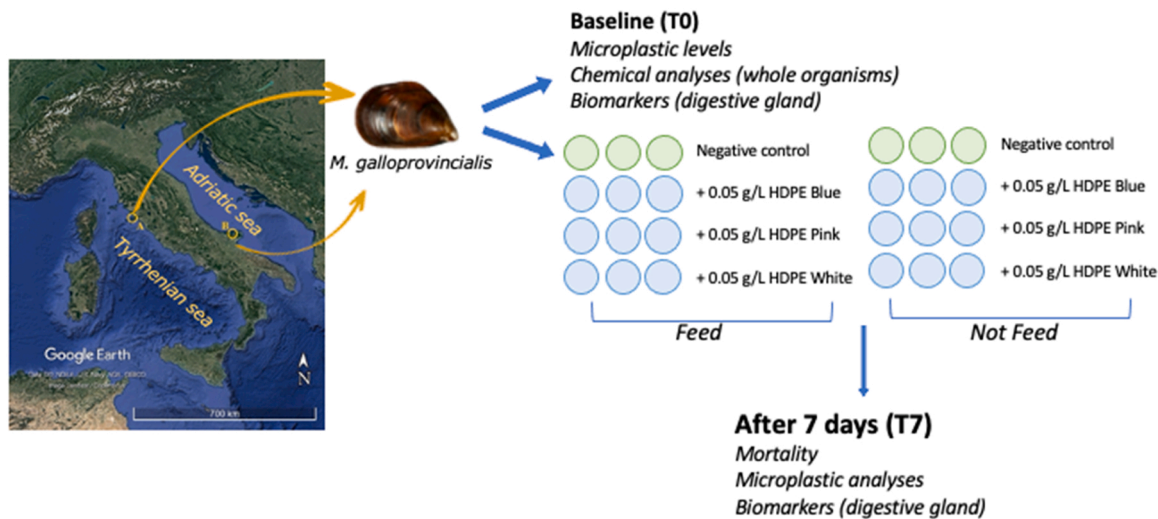 Baseline (T0)
Microplastic levels
Chemical analyses (whole organisms)
Biomarkers (digestive gland)
M. galloprovincialis
Adriatic sea
Tyrrhenian sea
Google Earth
N
700 km
Negative control
+ 0.05 g/L HDPE Blue
+ 0.05 g/L HDPE Pink
+ 0.05 g/L HDPE White
Feed
Negative control
+ 0.05 g/L HDPE Blue
+ 0.05 g/L HDPE Pink
+ 0.05 g/L HDPE White
Not Feed
After 7 days (T7)
Mortality
Microplastic analyses
Biomarkers (digestive gland)